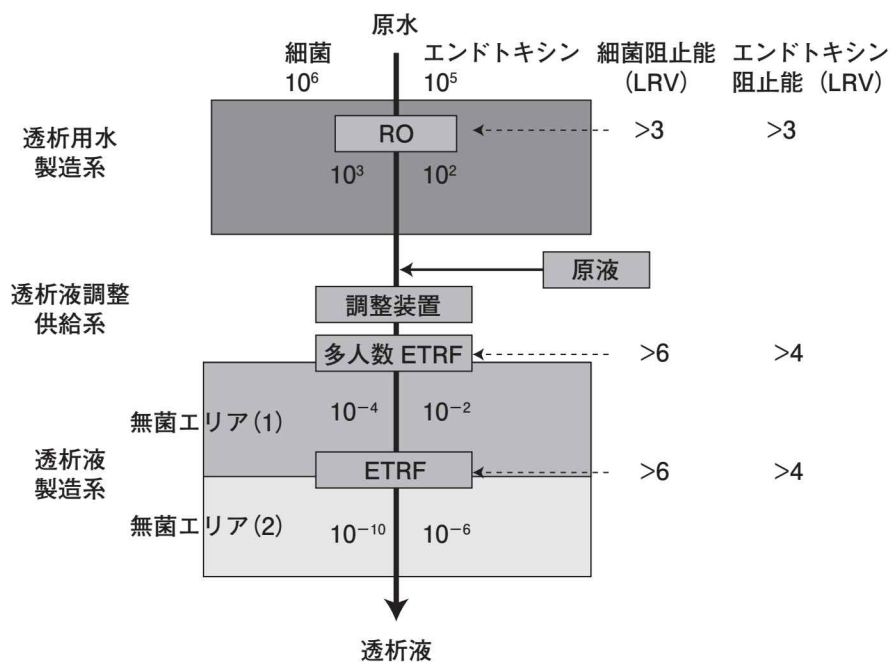 原水
細菌 エンドトキシン 細菌阻止能 エンドトキシン
10⁶ 10⁵ (LRV) 阻止能 (LRV)
透析用水
製造系
RO >3 >3
10³ 10²
原液
透析液調整
供給系
調整装置
多人数 ETRF >6 >4
無菌エリア(1) 10⁻⁴ 10⁻²
透析液
製造系
ETRF >6 >4
無菌エリア(2) 10⁻¹⁰ 10⁻⁶
透析液